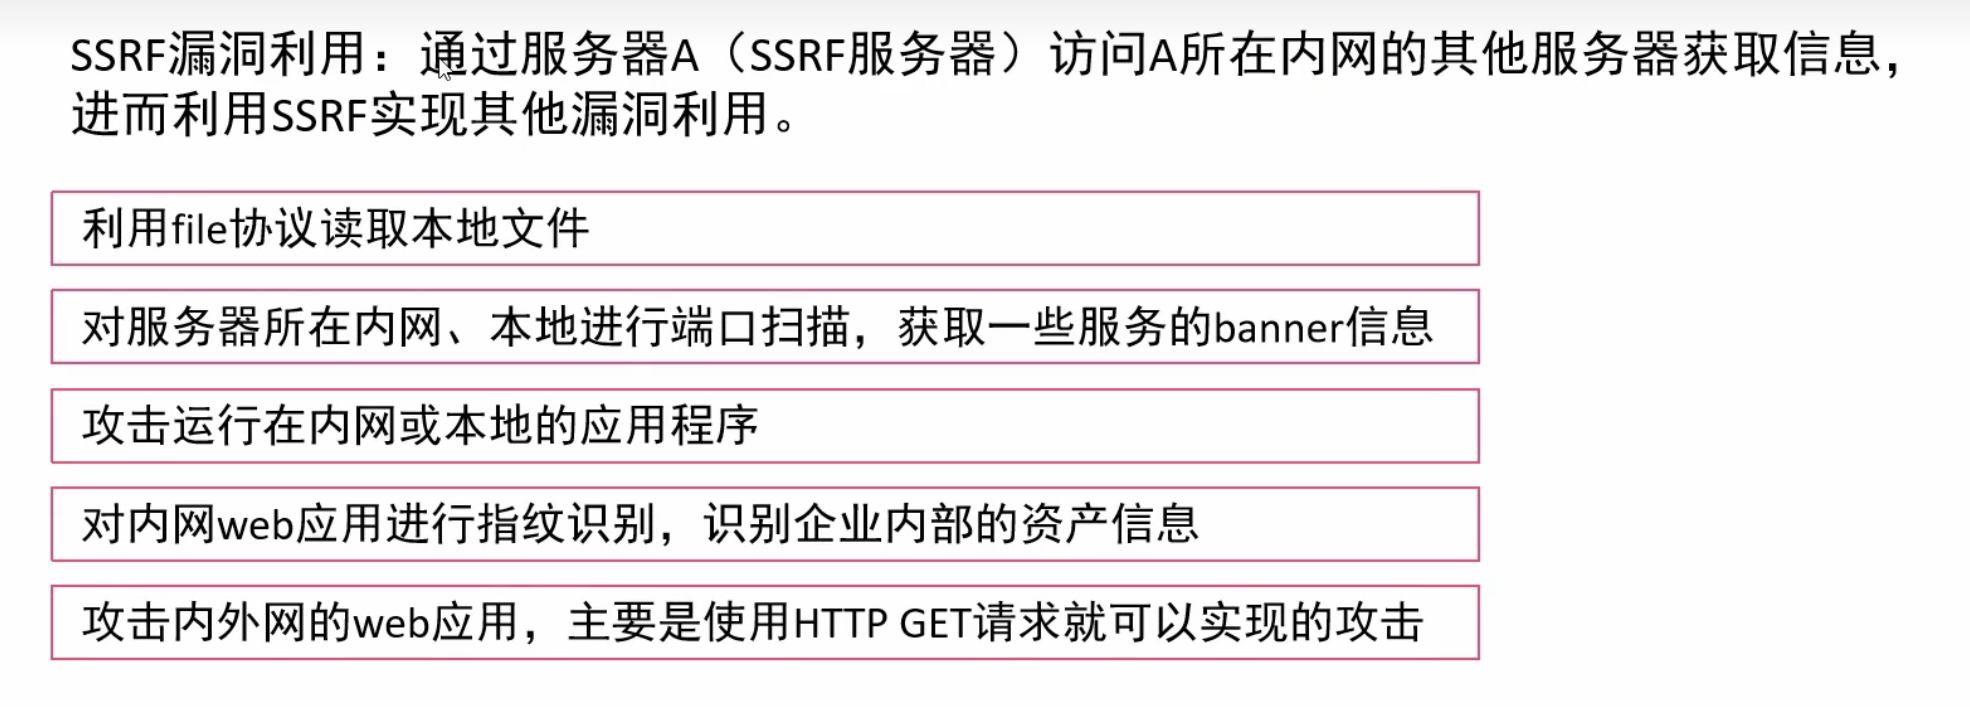 SSRF漏洞利用：通过服务器A（SSRF服务器）访问A所在内网的其他服务器获取信息，
进而利用SSRF实现其他漏洞利用。
利用file协议读取本地文件
对服务器所在内网、本地进行端口扫描，获取一些服务的banner信息
攻击运行在内网或本地的应用程序
对内网web应用进行指纹识别，识别企业内部的资产信息
攻击内外网的web应用，主要是使用HTTP GET请求就可以实现的攻击